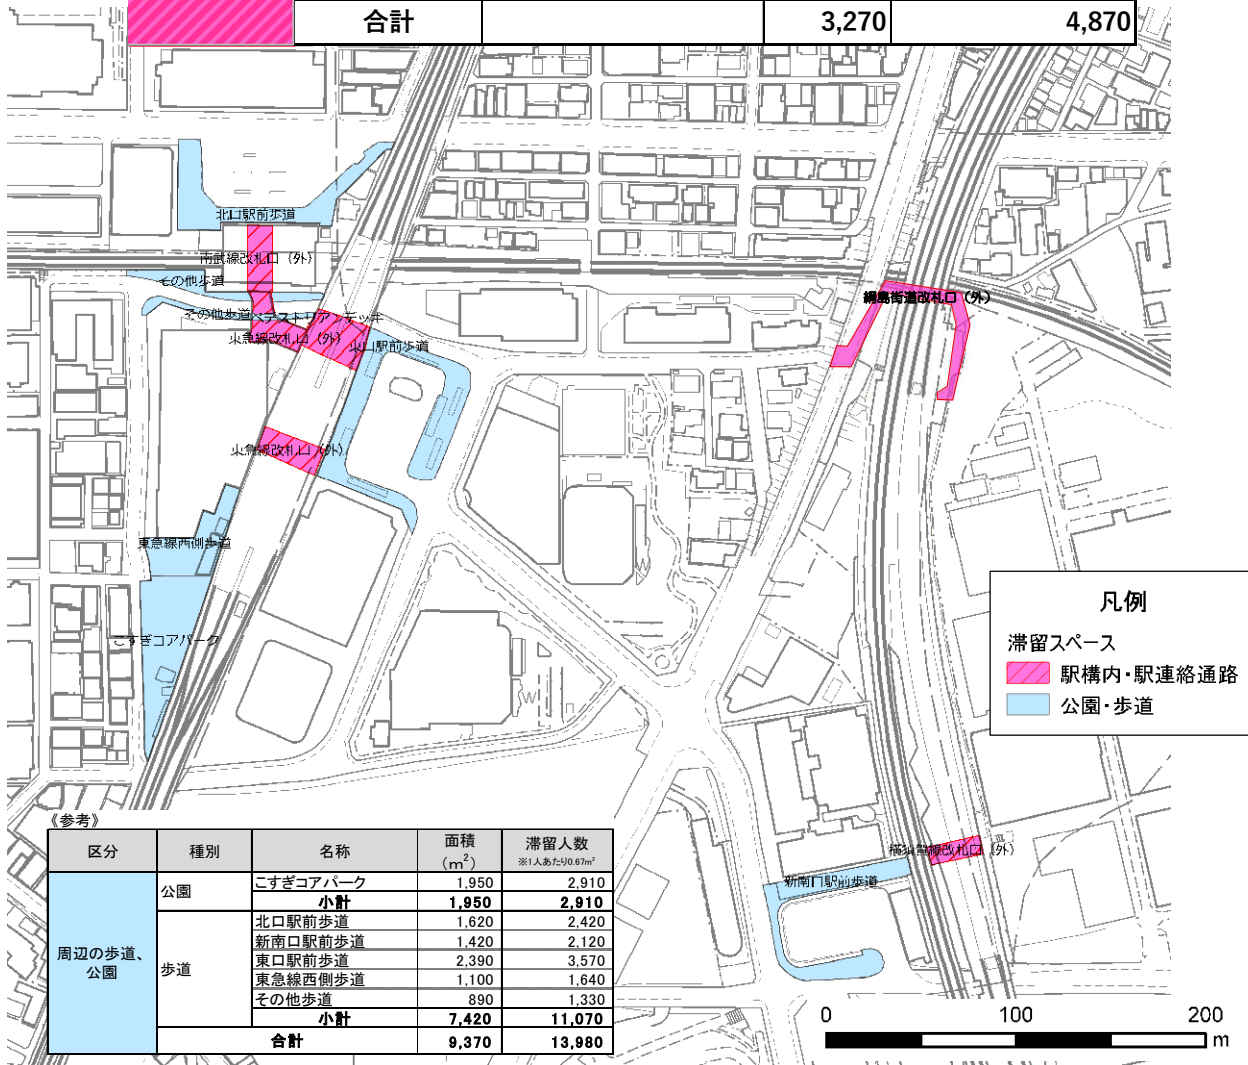 合計 3,270 4,870
北口駅前歩道
南武線改札口（外）
その他歩道
その他歩道 ペデストリアンデッキ
東急線改札口（外）
東口駅前歩道
綱島街道改札口（外）
東急線改札口（外）
東急線西側歩道
こすぎコアパーク
横須賀線改札口（外）
新南口駅前歩道
凡例
滞留スペース
駅構内・駅連絡通路
公園・歩道
《参考》
区分 種別 名称 面積（m²） 滞留人数
※1人あたり0.67m²
周辺の歩道、公園
公園 こすぎコアパーク 1,950 2,910
小計 1,950 2,910
歩道 北口駅前歩道 1,620 2,420
新南口駅前歩道 1,420 2,120
東口駅前歩道 2,390 3,570
東急線西側歩道 1,100 1,640
その他歩道 890 1,330
小計 7,420 11,070
合計 9,370 13,980
0 100 200
m